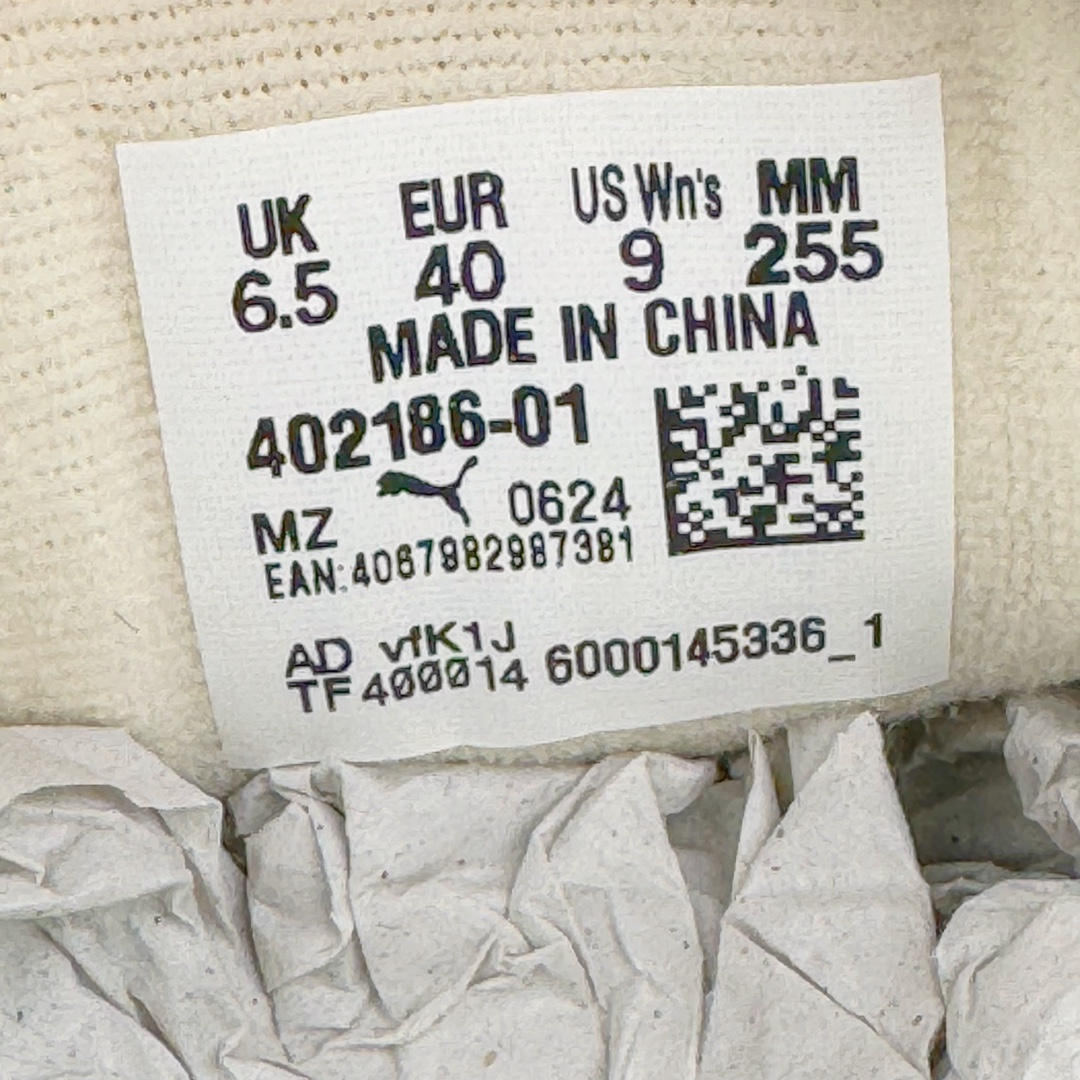 UK EUR US Wn's MM
6.5 40 9 255
MADE IN CHINA
402186-01
MZ 0624
EAN:4067982987381
AD vfK1J
TF400014 6000145336_1